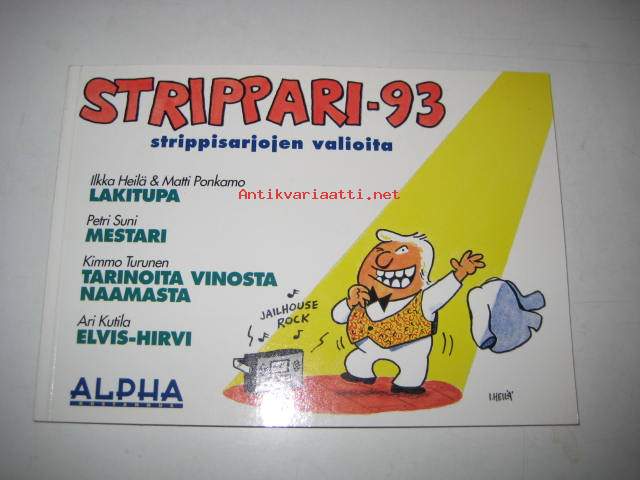 STRIPPARI-93
strippisarjojen valioita
Ilkka Heilä & Matti Ponkamo
Antikvariaatti.net
LAKITUPA
Petri Suni
MESTARI
Kimmo Turunen
TARINOITA VINOSTA
NAAMASTA
JAILHOUSE
ROCK
Ari Kutila
ELVIS-HIRVI
ALPHA
KUSTANNUS
I.HEILÄ